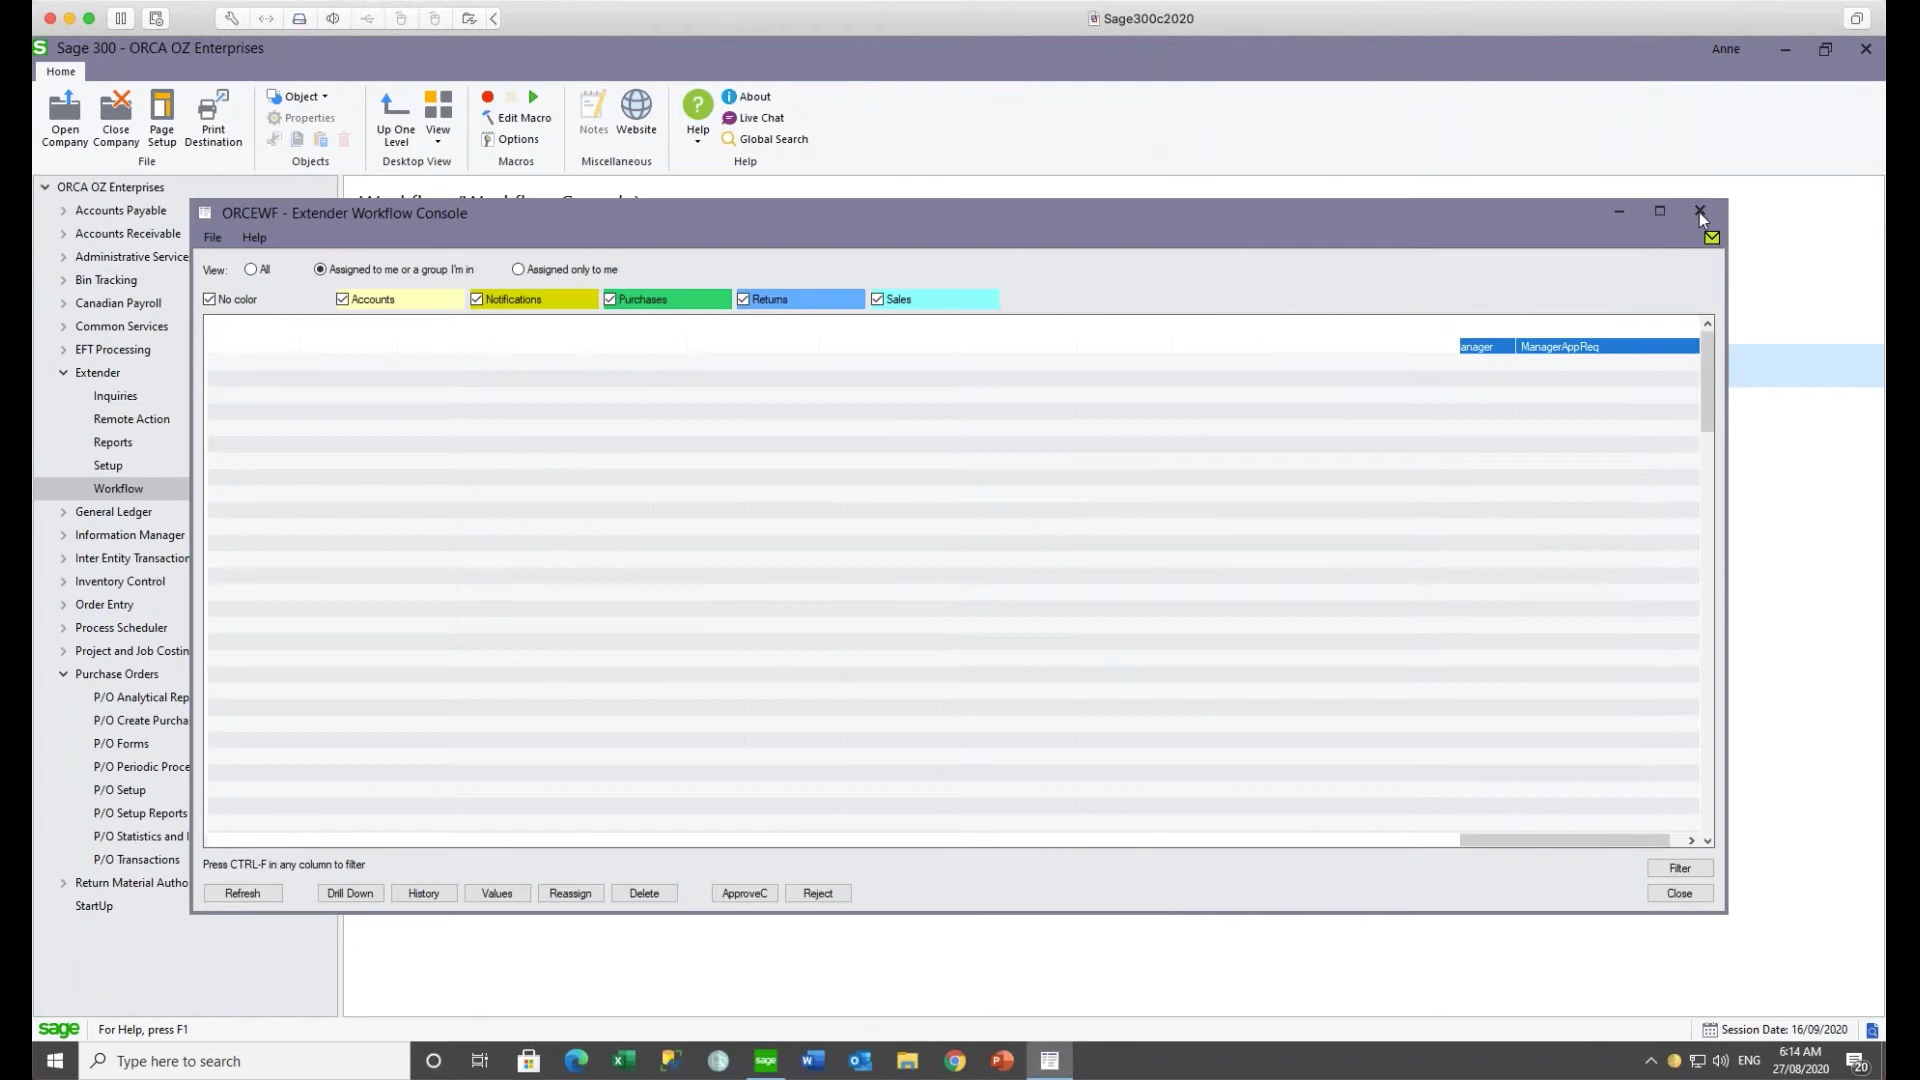 Sage300c2020
Sage 300 - ORCA OZ Enterprises
Anne
Home
Open Company
Close Company
Page Setup
Print Destination
File
Object
Properties
Objects
Up One Level
View
Desktop View
Edit Macro
Options
Macros
Notes
Website
Miscellaneous
Help
About
Live Chat
Global Search
Help
ORCA OZ Enterprises
Accounts Payable
Accounts Receivable
Administrative Service
Bin Tracking
Canadian Payroll
Common Services
EFT Processing
Extender
Inquiries
Remote Action
Reports
Setup
Workflow
General Ledger
Information Manager
Inter Entity Transaction
Inventory Control
Order Entry
Process Scheduler
Project and Job Costin
Purchase Orders
P/O Analytical Rep
P/O Create Purcha
P/O Forms
P/O Periodic Proce
P/O Setup
P/O Setup Reports
P/O Statistics and I
P/O Transactions
Return Material Autho
StartUp
ORCEWF - Extender Workflow Console
File Help
View: All Assigned to me or a group I'm in Assigned only to me
No color Accounts Notifications Purchases Returns Sales
anager ManagerAppReq
Press CTRL-F in any column to filter
Filter
Refresh Drill Down History Values Reassign Delete ApproveC Reject Close
sage For Help, press F1
Session Date: 16/09/2020
Type here to search
sage
ENG
6:14 AM
27/08/2020
20